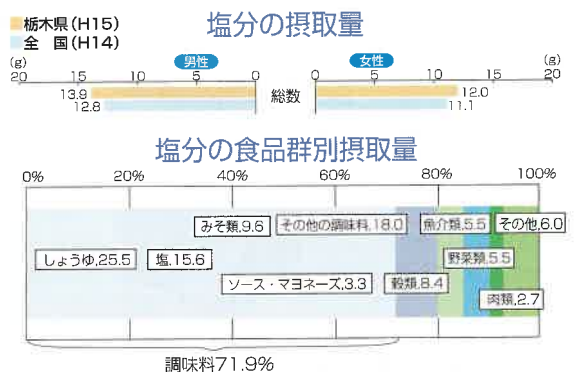 塩分の摂取量
栃木県(H15)
全 国(H14)
(g) 男性 女性 (g)
20 15 10 5 0 0 5 10 15 20
13.9 総数 12.0
12.8 11.1
塩分の食品群別摂取量
0% 20% 40% 60% 80% 100%
みそ類,9.6 その他の調味料,18.0 魚介類,5.5 その他,6.0
しょうゆ,25.5 塩,15.6 野菜類,5.5
ソース・マヨネーズ,3.3 穀類,8.4
肉類,2.7
調味料71.9%